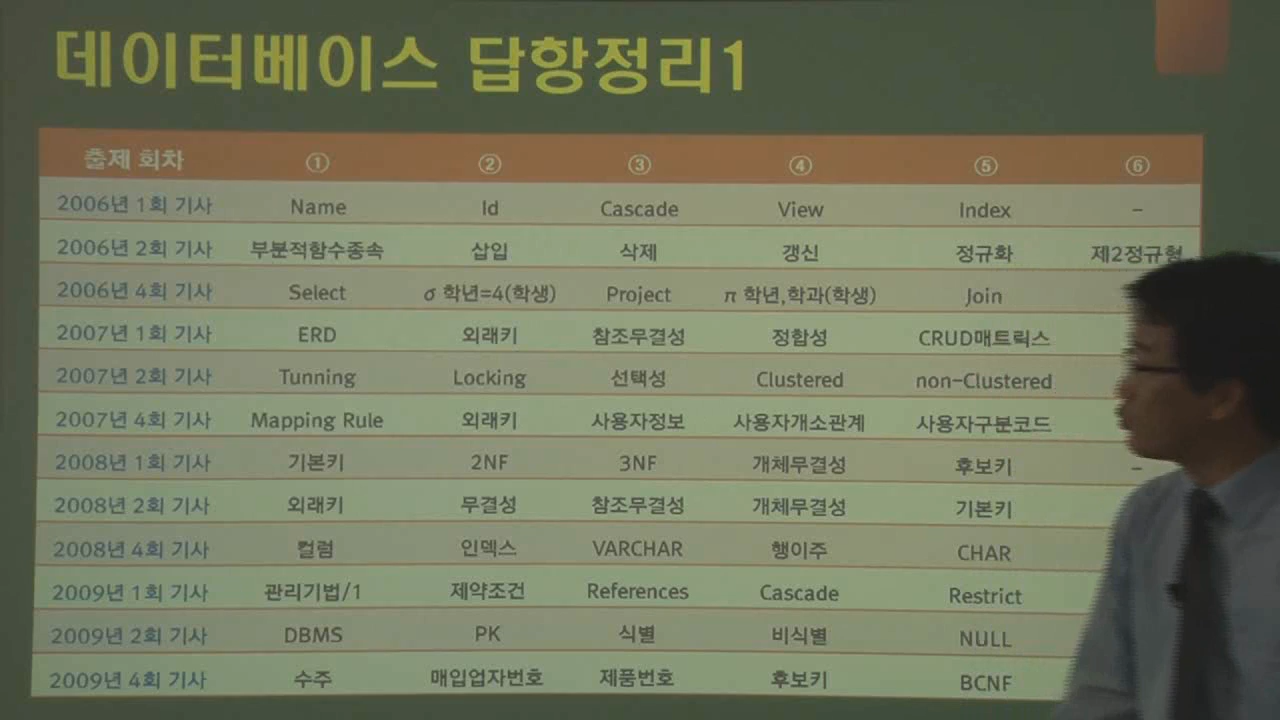 데이터베이스 답항정리1
출제 회차 ① ② ③ ④ ⑤ ⑥
2006년 1회 기사 Name Id Cascade View Index -
2006년 2회 기사 부분적함수종속 삽입 삭제 갱신 정규화 제2정규형
2006년 4회 기사 Select σ 학년=4(학생) Project π 학년,학과(학생) Join
2007년 1회 기사 ERD 외래키 참조무결성 정합성 CRUD매트릭스
2007년 2회 기사 Tunning Locking 선택성 Clustered non-Clustered
2007년 4회 기사 Mapping Rule 외래키 사용자정보 사용자개소관계 사용자구분코드
2008년 1회 기사 기본키 2NF 3NF 개체무결성 후보키 -
2008년 2회 기사 외래키 무결성 참조무결성 개체무결성 기본키
2008년 4회 기사 컬럼 인덱스 VARCHAR 행이주 CHAR
2009년 1회 기사 관리기법/1 제약조건 References Cascade Restrict
2009년 2회 기사 DBMS PK 식별 비식별 NULL
2009년 4회 기사 수주 매입업자번호 제품번호 후보키 BCNF